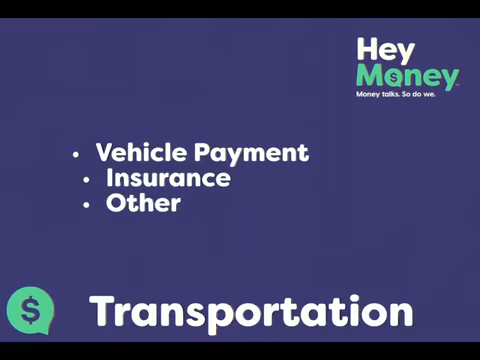 Hey
Money
Money talks. So do we.
• Vehicle Payment
• Insurance
• Other
$
Transportation